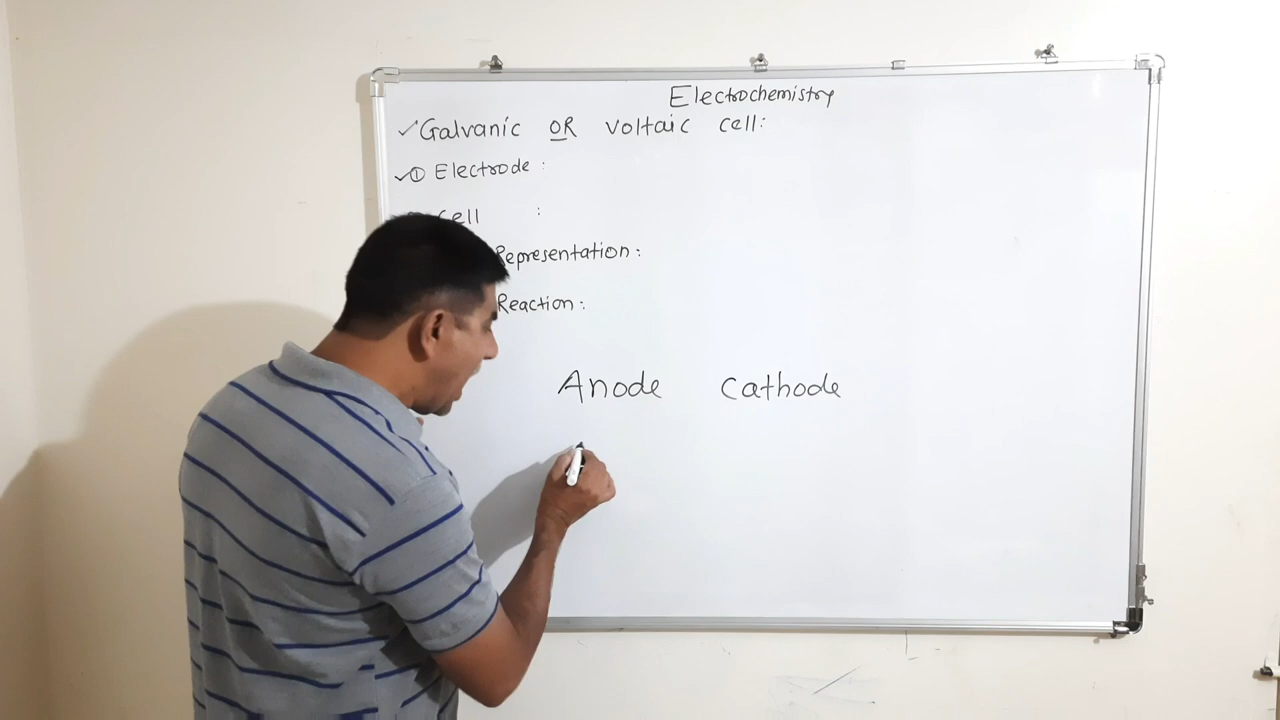 Electrochemistry
✓Galvanic OR voltaic cell:
✓① Electrode :
Cell :
Representation :
Reaction :
Anode Cathode